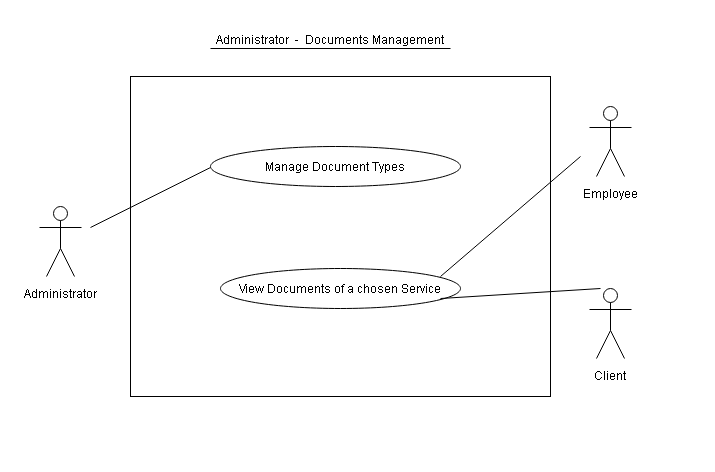 Administrator - Documents Management
Manage Document Types
Employee
Administrator
View Documents of a chosen Service
Client